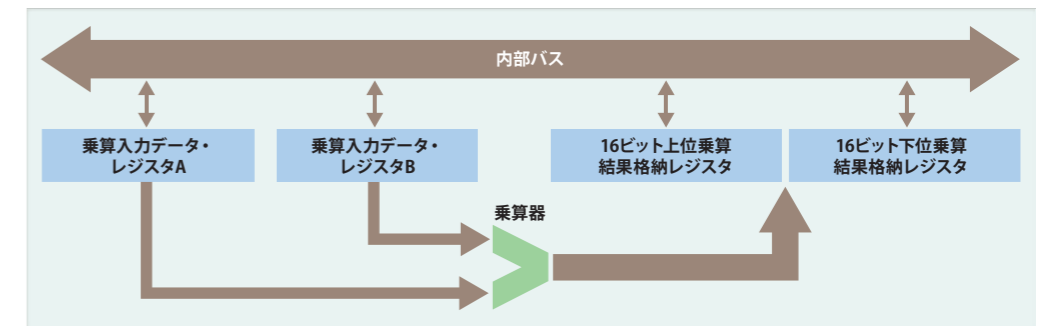 内部バス
乗算入力データ・
レジスタA
乗算入力データ・
レジスタB
16ビット上位乗算
結果格納レジスタ
16ビット下位乗算
結果格納レジスタ
乗算器